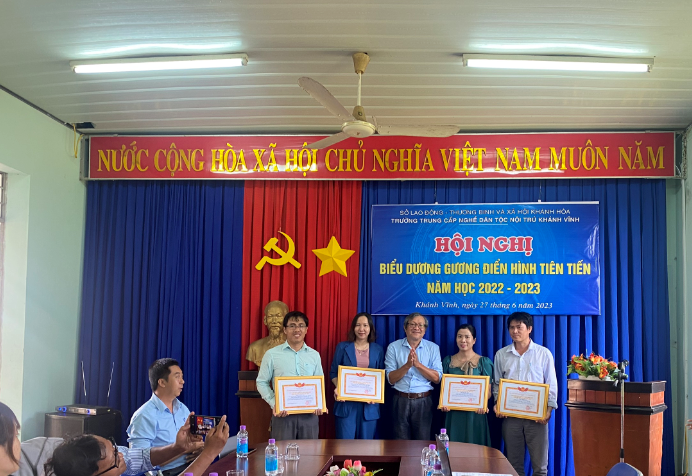 NƯỚC CỘNG HÒA XÃ HỘI CHỦ NGHĨA VIỆT NAM MUÔN NĂM
SỞ LAO ĐỘNG - THƯƠNG BINH VÀ XÃ HỘI KHÁNH HÒA
TRƯỜNG TRUNG CẤP NGHỀ DÂN TỘC NỘI TRÚ KHÁNH VĨNH
HỘI NGHỊ
BIỂU DƯƠNG GƯƠNG ĐIỂN HÌNH TIÊN TIẾN
NĂM HỌC 2022 - 2023
Khánh Vĩnh, ngày 27 tháng 6 năm 2023